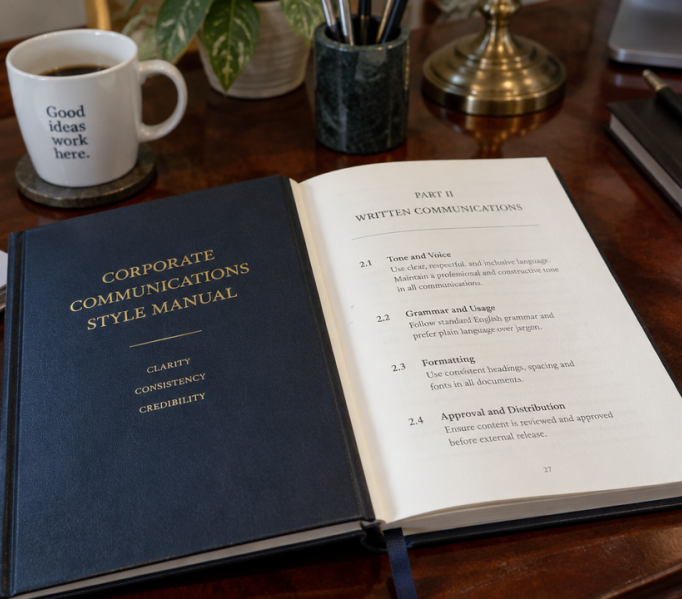 Good
ideas
work
here.
CORPORATE
COMMUNICATIONS
STYLE MANUAL
CLARITY
CONSISTENCY
CREDIBILITY
PART II
WRITTEN COMMUNICATIONS
2.1 Tone and Voice
Use clear, respectful, and inclusive language.
Maintain a professional and constructive tone
in all communications.
2.2 Grammar and Usage
Follow standard English grammar and
prefer plain language over jargon.
2.3 Formatting
Use consistent headings, spacing and
fonts in all documents.
2.4 Approval and Distribution
Ensure content is reviewed and approved
before external release.
27